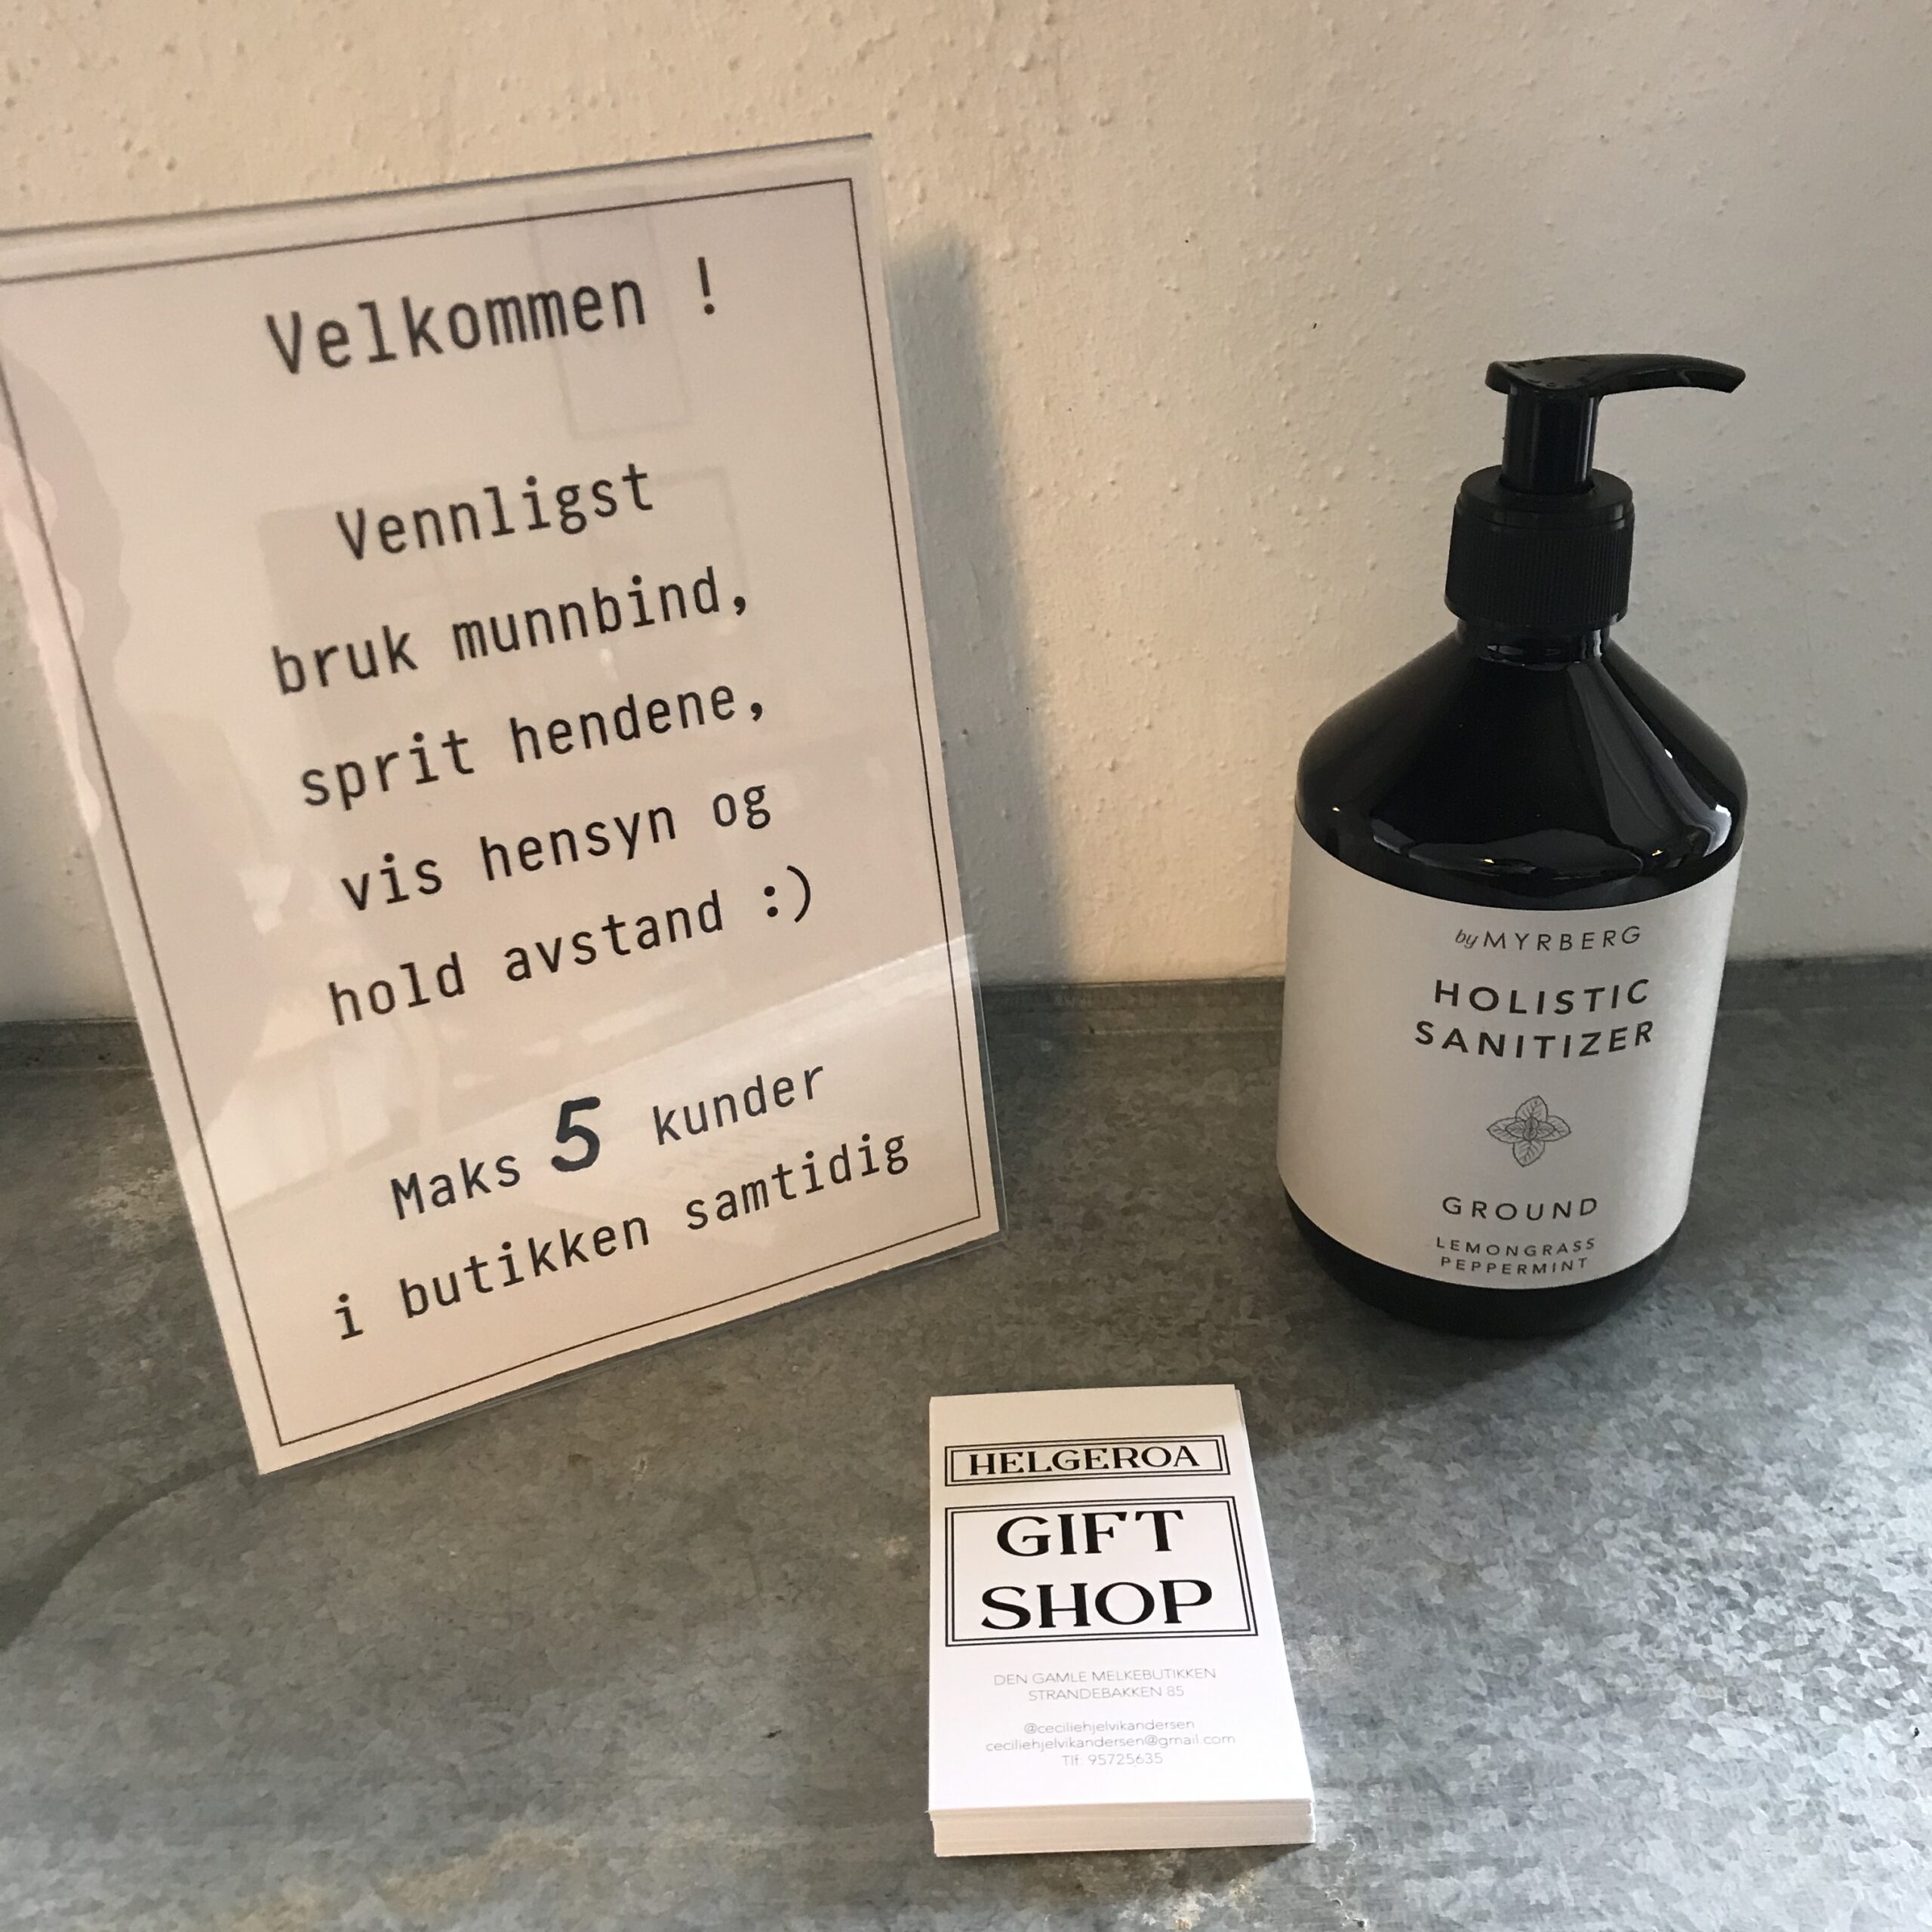 Velkommen !
Vennligst
bruk munnbind,
sprit hendene,
vis hensyn og
hold avstand :)
Maks 5 kunder
i butikken samtidig
by MYRBERG
HOLISTIC
SANITIZER
GROUND
LEMONGRASS
PEPPERMINT
HELGEROA
GIFT
SHOP
DEN GAMLE MELKEBUTIKKEN
STRANDEBAKKEN 85
@ceciliehjelvikandersen
ceciliehjelvikandersen@gmail.com
Tlf: 95725635